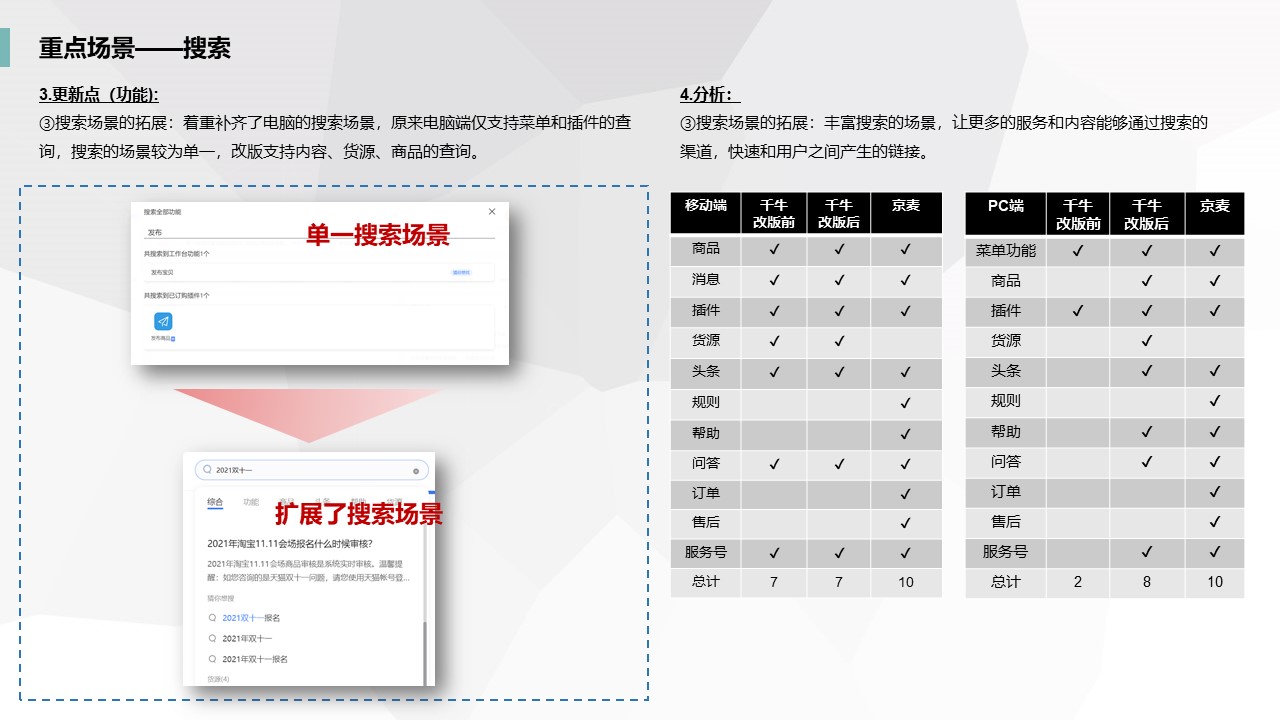 重点场景——搜索
3.更新点（功能):
③搜索场景的拓展：着重补齐了电脑的搜索场景，原来电脑端仅支持菜单和插件的查
询，搜索的场景较为单一，改版支持内容、货源、商品的查询。
搜索全部功能
发布
单一搜索场景
共搜索到工作台功能1个
发布宝贝
共搜索到已订购插件1个
发布商品
2021双十一
综合 功能 商品 头条 帮助 货源
扩展了搜索场景
2021年淘宝11.11会场报名什么时候审核?
2021年淘宝11.11会场商品审核是系统实时审核。温馨提
醒：如您咨询的是天猫双十一问题，请您使用天猫帐号登...
猜你想搜
2021双十一报名
2021年双十一
2021年双十一报名
货源(4)
4.分析：
③搜索场景的拓展：丰富搜索的场景，让更多的服务和内容能够通过搜索的
渠道，快速和用户之间产生的链接。
移动端 千牛改版前 千牛改版后 京麦
商品 ✓ ✓ ✓
消息 ✓ ✓ ✓
插件 ✓ ✓ ✓
货源 ✓ ✓
头条 ✓ ✓ ✓
规则 ✓
帮助 ✓
问答 ✓ ✓ ✓
订单 ✓
售后 ✓
服务号 ✓ ✓ ✓
总计 7 7 10
PC端 千牛改版前 千牛改版后 京麦
菜单功能 ✓ ✓ ✓
商品 ✓ ✓
插件 ✓ ✓ ✓
货源 ✓
头条 ✓ ✓
规则 ✓
帮助 ✓ ✓
问答 ✓ ✓
订单 ✓
售后 ✓
服务号 ✓ ✓
总计 2 8 10